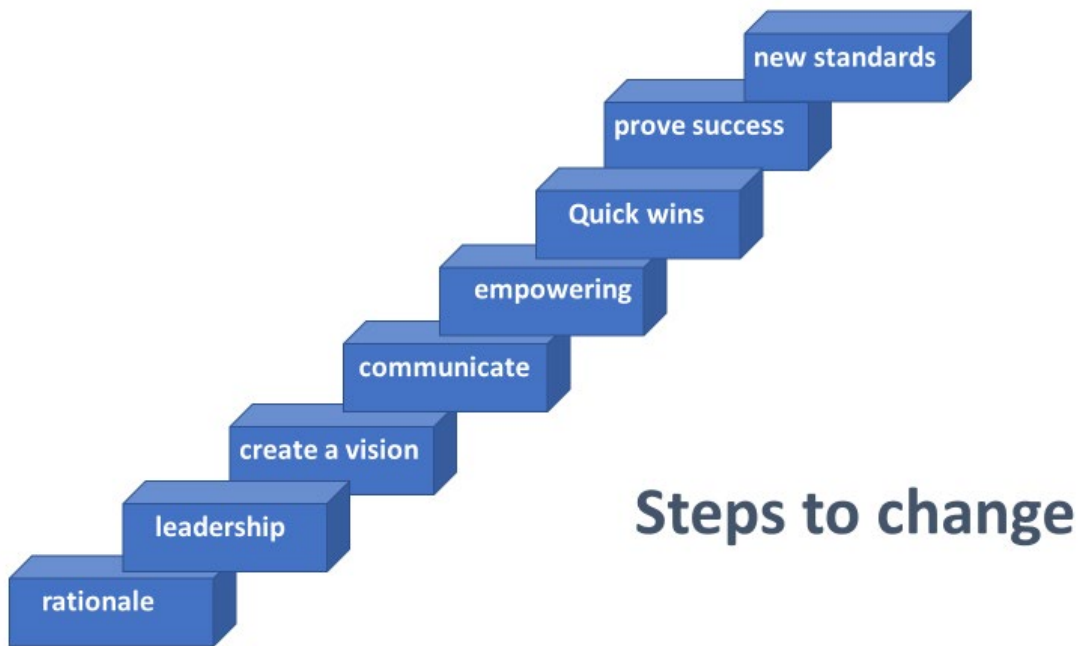 new standards
prove success
Quick wins
empowering
communicate
create a vision
Steps to change
leadership
rationale